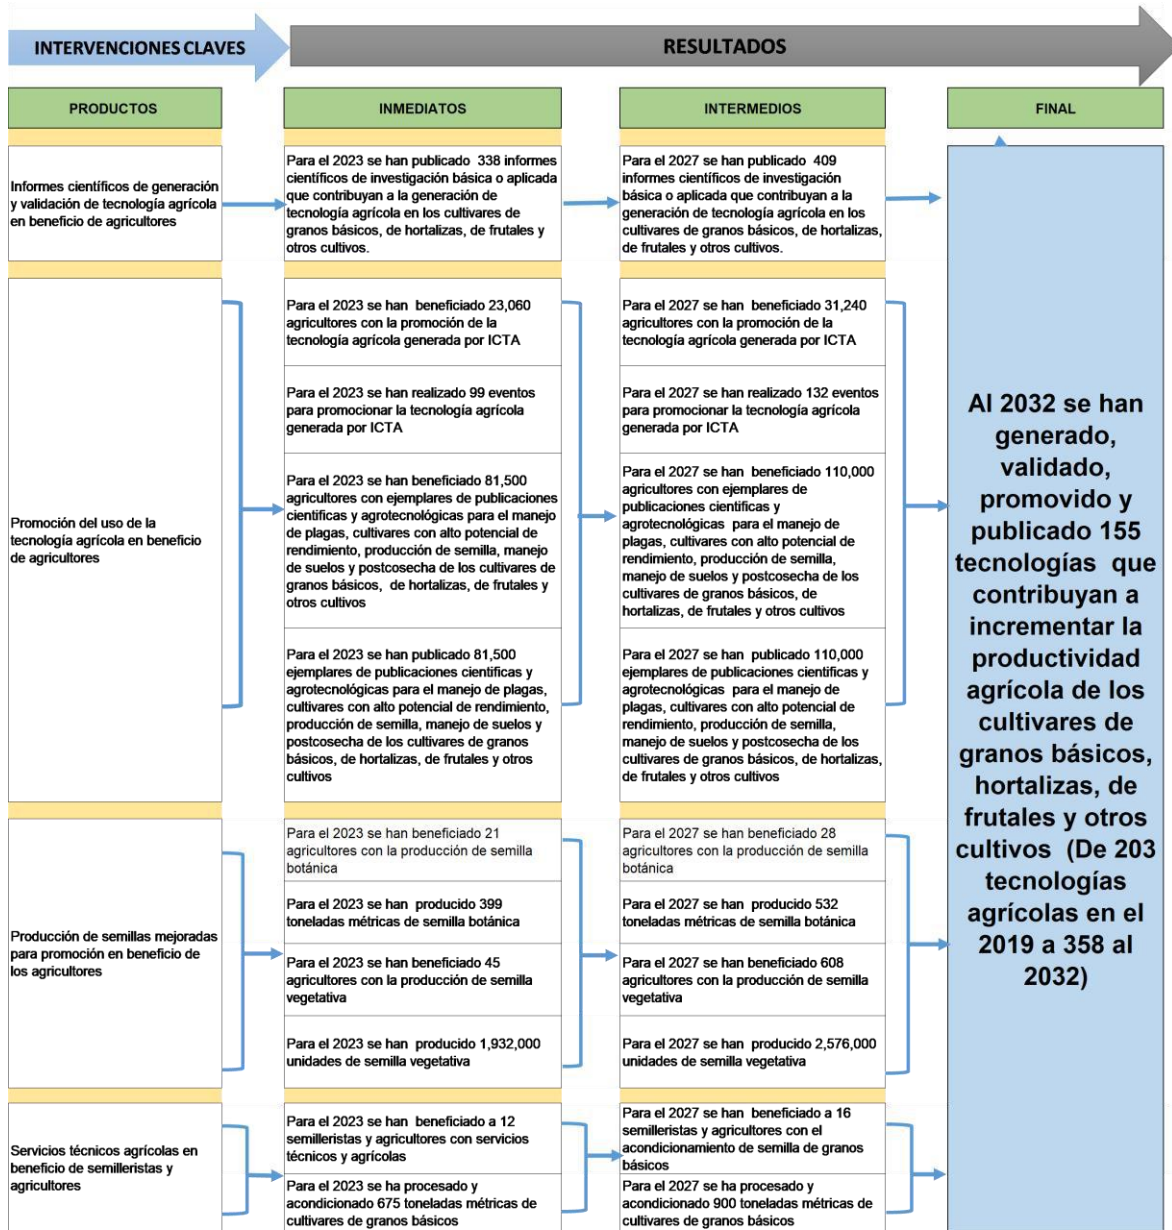 INTERVENCIONES CLAVES
RESULTADOS
PRODUCTOS
INMEDIATOS
INTERMEDIOS
FINAL
Informes científicos de generación
y validación de tecnología agrícola
en beneficio de agricultores
Para el 2023 se han publicado 338 informes
científicos de investigación básica o aplicada
que contribuyan a la generación de
tecnología agrícola en los cultivares de
granos básicos, de hortalizas, de frutales y
otros cultivos.
Para el 2027 se han publicado 409
informes científicos de investigación
básica o aplicada que contribuyan a la
generación de tecnología agrícola en los
cultivares de granos básicos, de hortalizas,
de frutales y otros cultivos.
Promoción del uso de la
tecnología agrícola en beneficio
de agricultores
Para el 2023 se han beneficiado 23,060
agricultores con la promoción de la
tecnología agrícola generada por ICTA
Para el 2027 se han beneficiado 31,240
agricultores con la promoción de la
tecnología agrícola generada por ICTA
Para el 2023 se han realizado 99 eventos
para promocionar la tecnología agrícola
generada por ICTA
Para el 2027 se han realizado 132 eventos
para promocionar la tecnología agrícola
generada por ICTA
Para el 2023 se han beneficiado 81,500
agricultores con ejemplares de publicaciones
cientificas y agrotecnológicas para el manejo
de plagas, cultivares con alto potencial de
rendimiento, producción de semilla, manejo
de suelos y postcosecha de los cultivares de
granos básicos, de hortalizas, de frutales y
otros cultivos
Para el 2027 se han beneficiado 110,000
agricultores con ejemplares de
publicaciones cientificas y
agrotecnológicas para el manejo de
plagas, cultivares con alto potencial de
rendimiento, producción de semilla,
manejo de suelos y postcosecha de los
cultivares de granos básicos, de
hortalizas, de frutales y otros cultivos
Para el 2023 se han publicado 81,500
ejemplares de publicaciones cientificas y
agrotecnológicas para el manejo de plagas,
cultivares con alto potencial de rendimiento,
producción de semilla, manejo de suelos y
postcosecha de los cultivares de granos
básicos, de hortalizas, de frutales y otros
cultivos
Para el 2027 se han publicado 110,000
ejemplares de publicaciones cientificas y
agrotecnológicas para el manejo de
plagas, cultivares con alto potencial de
rendimiento, producción de semilla,
manejo de suelos y postcosecha de los
cultivares de granos básicos, de hortalizas,
de frutales y otros cultivos
Producción de semillas mejoradas
para promoción en beneficio de
los agricultores
Para el 2023 se han beneficiado 21
agricultores con la producción de semilla
botánica
Para el 2027 se han beneficiado 28
agricultores con la producción de semilla
botánica
Para el 2023 se han producido 399
toneladas métricas de semilla botánica
Para el 2027 se han producido 532
toneladas métricas de semilla botánica
Para el 2023 se han beneficiado 45
agricultores con la producción de semilla
vegetativa
Para el 2027 se han beneficiado 608
agricultores con la producción de semilla
vegetativa
Para el 2023 se han producido 1,932,000
unidades de semilla vegetativa
Para el 2027 se han producido 2,576,000
unidades de semilla vegetativa
Servicios técnicos agrícolas en
beneficio de semilleristas y
agricultores
Para el 2023 se han beneficiado a 12
semilleristas y agricultores con servicios
técnicos y agrícolas
Para el 2027 se han beneficiado a 16
semilleristas y agricultores con el
acondicionamiento de semilla de granos
básicos
Para el 2023 se ha procesado y
acondicionado 675 toneladas métricas de
cultivares de granos básicos
Para el 2027 se ha procesado y
acondicionado 900 toneladas métricas de
cultivares de granos básicos
Al 2032 se han
generado,
validado,
promovido y
publicado 155
tecnologías que
contribuyan a
incrementar la
productividad
agrícola de los
cultivares de
granos básicos,
hortalizas, de
frutales y otros
cultivos (De 203
tecnologías
agrícolas en el
2019 a 358 al
2032)